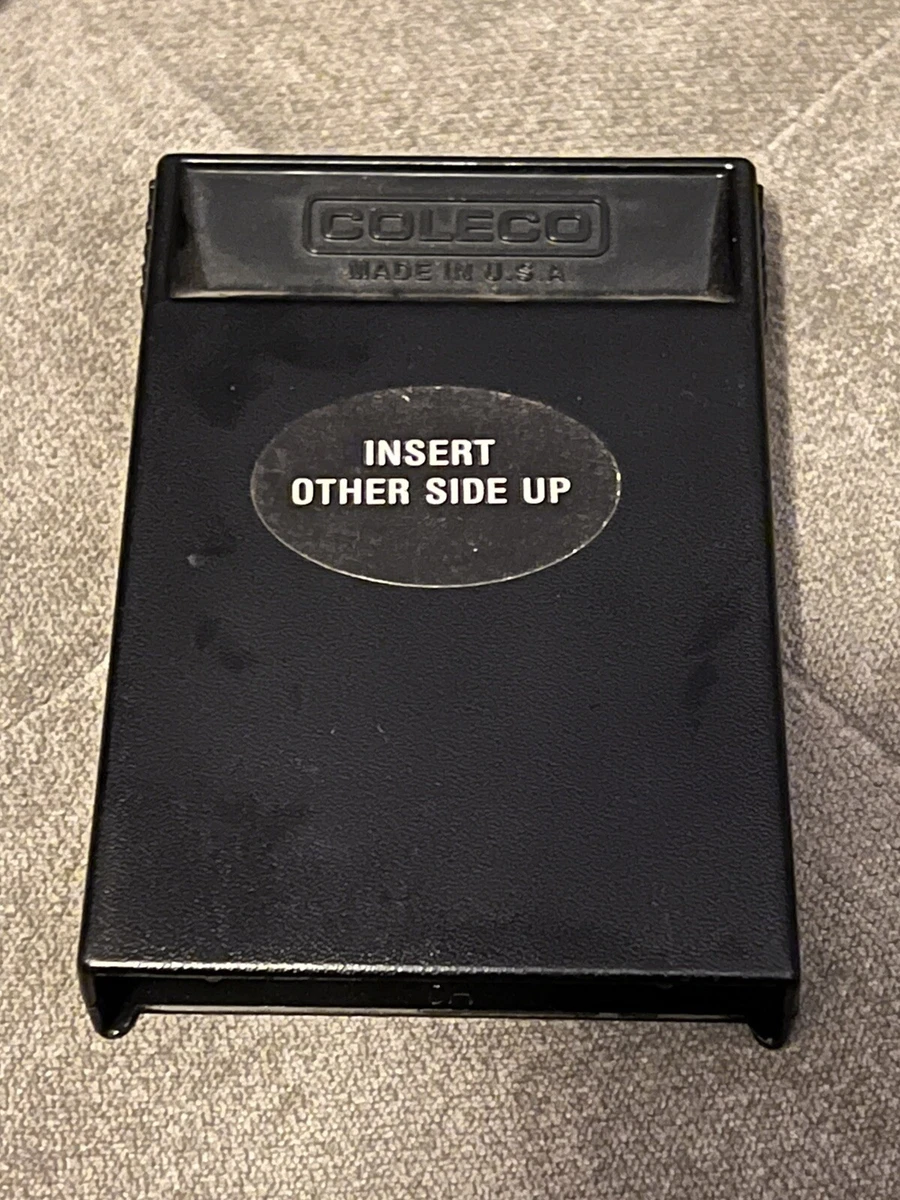 COLECO
MADE IN U.S.A
INSERT
OTHER SIDE UP